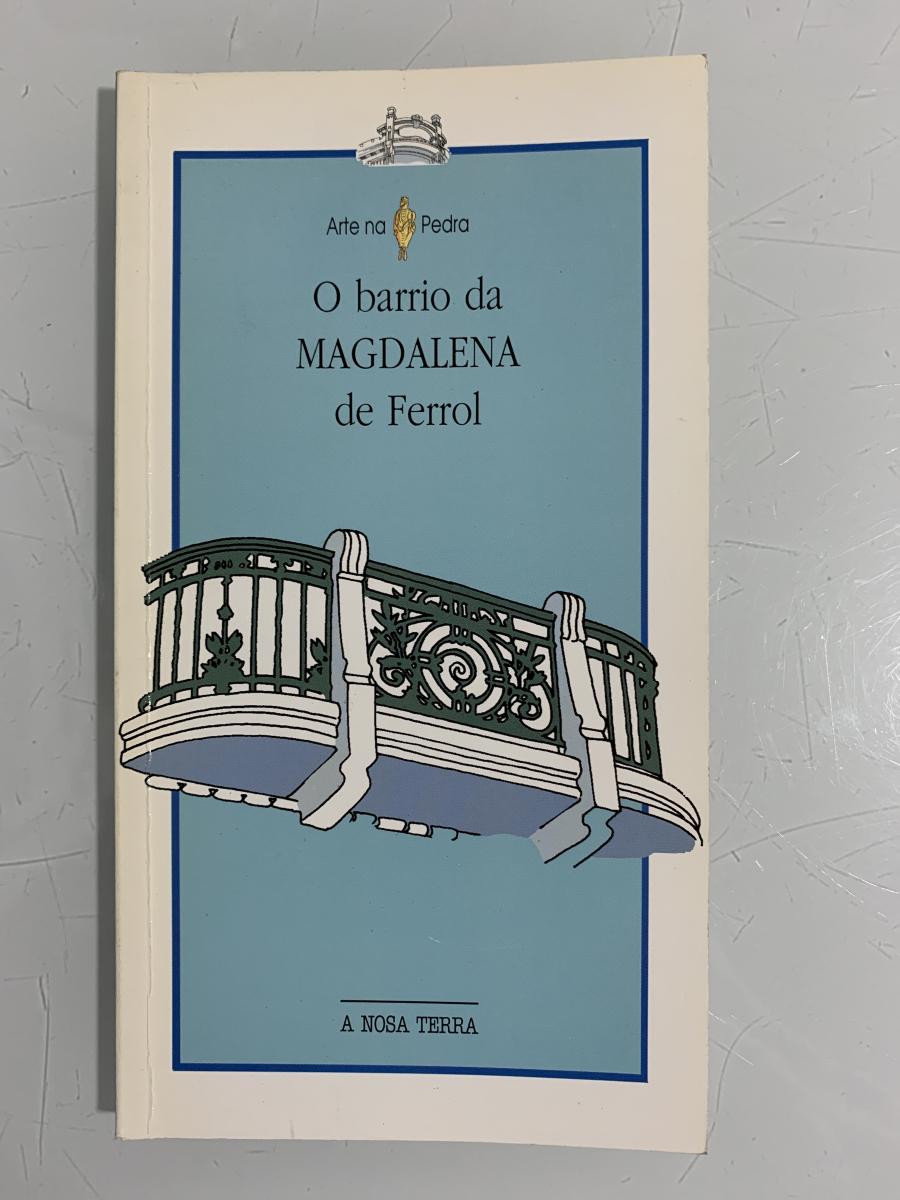 Arte na Pedra
O barrio da
MAGDALENA
de Ferrol
A NOSA TERRA